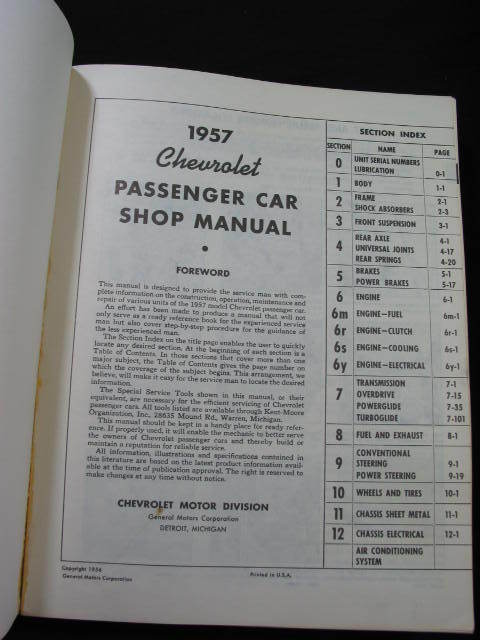 1957
Chevrolet
PASSENGER CAR
SHOP MANUAL
•
FOREWORD
This manual is designed to provide the service man with com-
plete information on the construction, operation, maintenance and
repair of various units of the 1957 model Chevrolet passenger car.
An effort has been made to produce a manual that will not
only serve as a ready reference book for the experienced service
man but also cover step-by-step procedure for the guidance of
the less experienced man.
The Section Index on the title page enables the user to quickly
locate any desired section. At the beginning of each section is a
Table of Contents. In those sections that cover more than one
major subject, the Table of Contents gives the page number on
which the coverage of the subject begins. This arrangement, we
believe, will make it easy for the service man to locate the desired
information.
The Special Service Tools shown in this manual, or their
equivalent, are necessary for the efficient servicing of Chevrolet
passenger cars. All tools listed are available through Kent-Moore
Organization, Inc., 28635 Mound Rd., Warren, Michigan.
This manual should be kept in a handy place for ready refer-
ence. If properly used, it will enable the mechanic to better serve
the owners of Chevrolet passenger cars and thereby build or
maintain a reputation for reliable service.
All information, illustrations and specifications contained in
this literature are based on the latest product information avail-
able at the time of publication approval. The right is reserved to
make changes at any time without notice.
CHEVROLET MOTOR DIVISION
General Motors Corporation
DETROIT, MICHIGAN
Copyright 1956
General Motors Corporation
Printed in U.S.A.
SECTION INDEX
SECTION NAME PAGE
0 UNIT SERIAL NUMBERS
LUBRICATION 0-1
1 BODY 1-1
2 FRAME 2-1
SHOCK ABSORBERS 2-3
3 FRONT SUSPENSION 3-1
4 REAR AXLE 4-1
UNIVERSAL JOINTS 4-17
REAR SPRINGS 4-20
5 BRAKES 5-1
POWER BRAKES 5-17
6 ENGINE 6-1
6m ENGINE—FUEL 6m-1
6r ENGINE—CLUTCH 6r-1
6s ENGINE—COOLING 6s-1
6y ENGINE—ELECTRICAL 6y-1
7 TRANSMISSION 7-1
OVERDRIVE 7-15
POWERGLIDE 7-35
TURBOGLIDE 7-101
8 FUEL AND EXHAUST 8-1
9 CONVENTIONAL
STEERING 9-1
POWER STEERING 9-19
10 WHEELS AND TIRES 10-1
11 CHASSIS SHEET METAL 11-1
12 CHASSIS ELECTRICAL 12-1
AIR CONDITIONING
SYSTEM